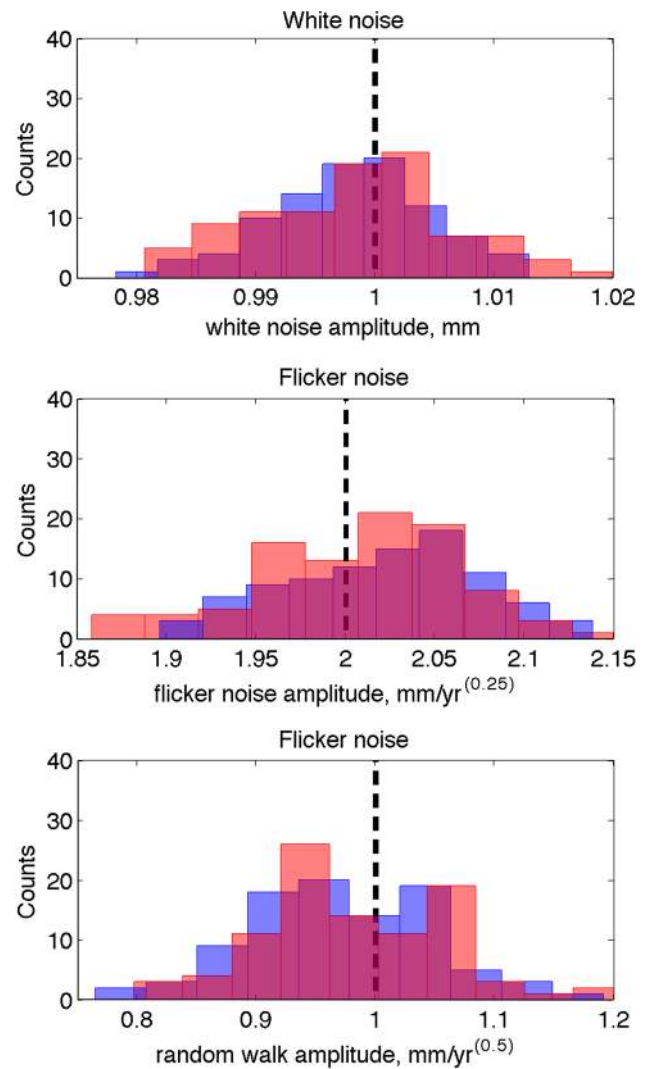 White noise
40
30
20
10
0
Counts
0.98 0.99 1 1.01 1.02
white noise amplitude, mm
Flicker noise
40
30
20
10
0
Counts
1.85 1.9 1.95 2 2.05 2.1 2.15
flicker noise amplitude, mm/yr(0.25)
Flicker noise
40
30
20
10
0
Counts
0.8 0.9 1 1.1 1.2
random walk amplitude, mm/yr(0.5)